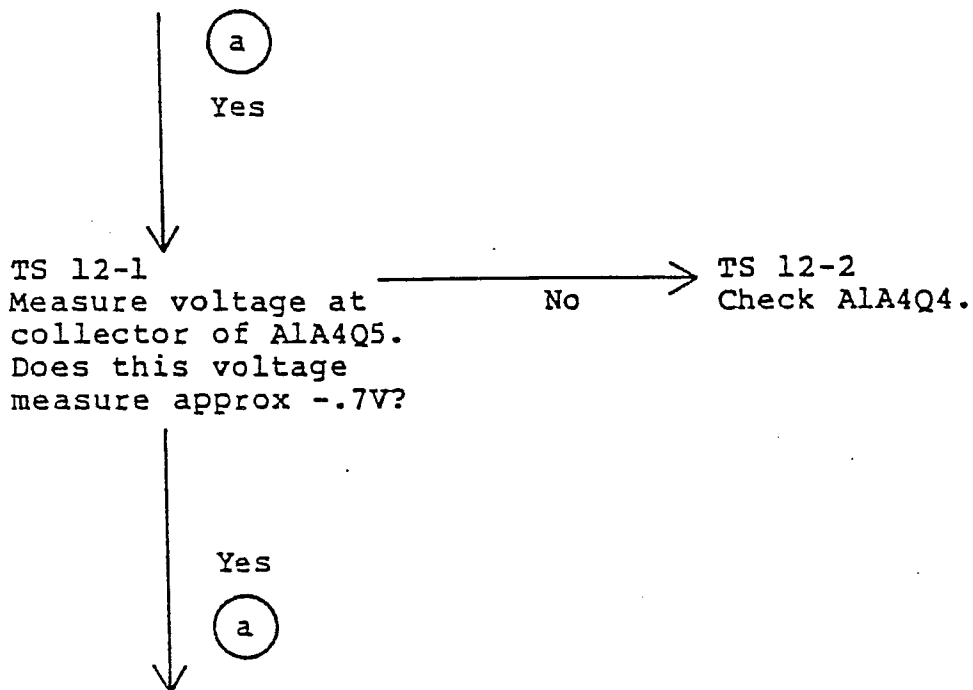 a
Yes
TS 12-1
Measure voltage at
collector of A1A4Q5.
Does this voltage
measure approx -.7V?
No
TS 12-2
Check A1A4Q4.
Yes
a